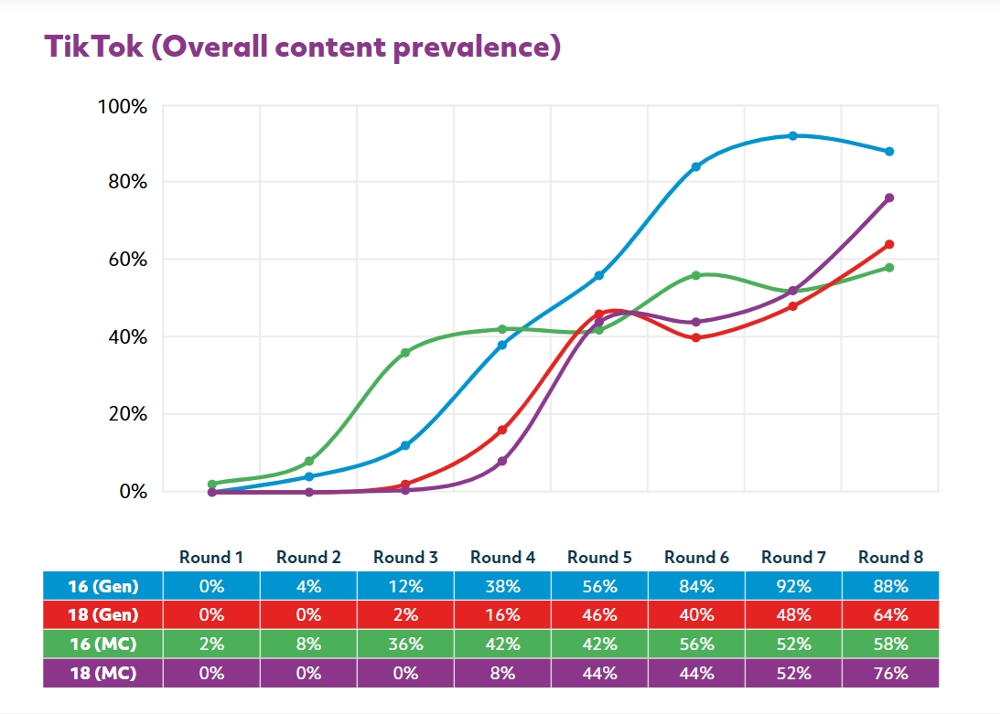 TikTok (Overall content prevalence)
100%
80%
60%
40%
20%
0%
Round 1 Round 2 Round 3 Round 4 Round 5 Round 6 Round 7 Round 8
16 (Gen) 0% 4% 12% 38% 56% 84% 92% 88%
18 (Gen) 0% 0% 2% 16% 46% 40% 48% 64%
16 (MC) 2% 8% 36% 42% 42% 56% 52% 58%
18 (MC) 0% 0% 0% 8% 44% 44% 52% 76%